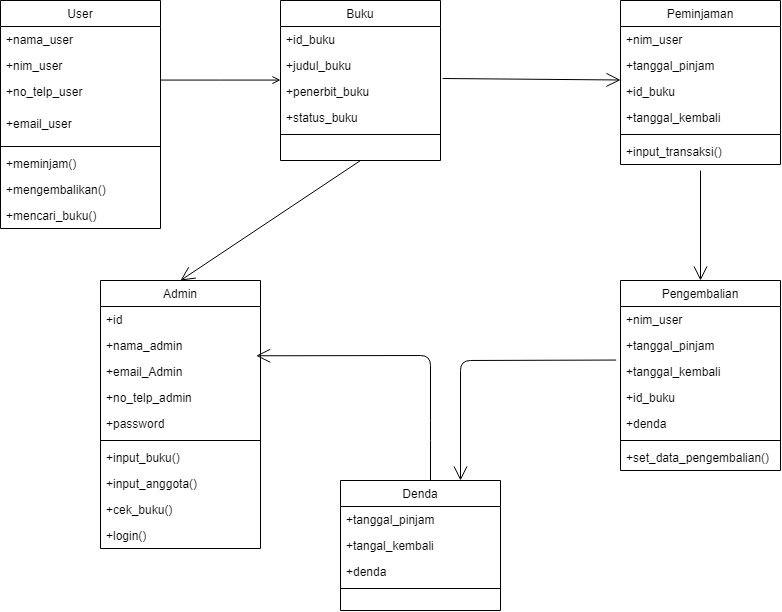 User
+nama_user
+nim_user
+no_telp_user
+email_user
+meminjam()
+mengembalikan()
+mencari_buku()
Buku
+id_buku
+judul_buku
+penerbit_buku
+status_buku
Peminjaman
+nim_user
+tanggal_pinjam
+id_buku
+tanggal_kembali
+input_transaksi()
Admin
+id
+nama_admin
+email_Admin
+no_telp_admin
+password
+input_buku()
+input_anggota()
+cek_buku()
+login()
Pengembalian
+nim_user
+tanggal_pinjam
+tanggal_kembali
+id_buku
+denda
+set_data_pengembalian()
Denda
+tanggal_pinjam
+tangal_kembali
+denda